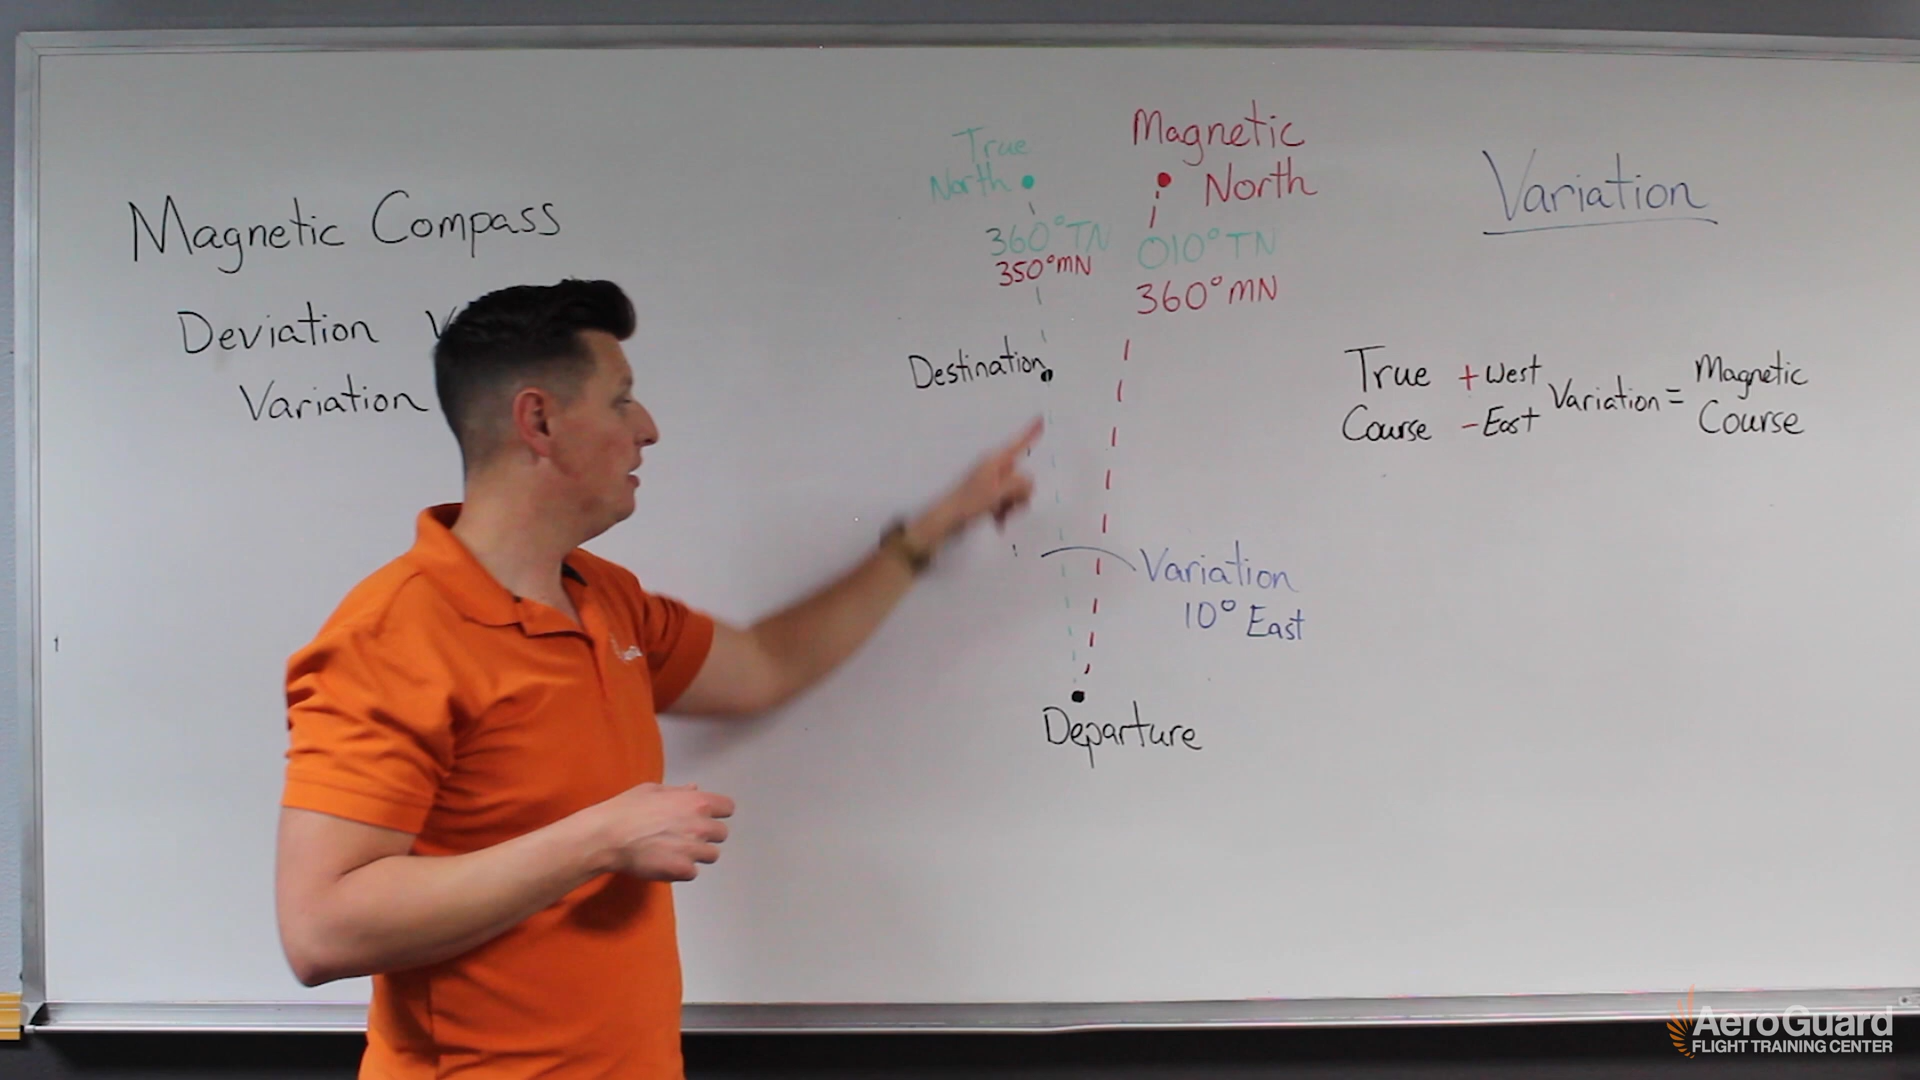 Magnetic Compass
Deviation
Variation
True
North
360°TN
350°MN
Magnetic
North
010°TN
360°MN
Destination
Variation
10° East
Departure
Variation
True +West Variation = Magnetic
Course -East Course
AeroGuard
FLIGHT TRAINING CENTER